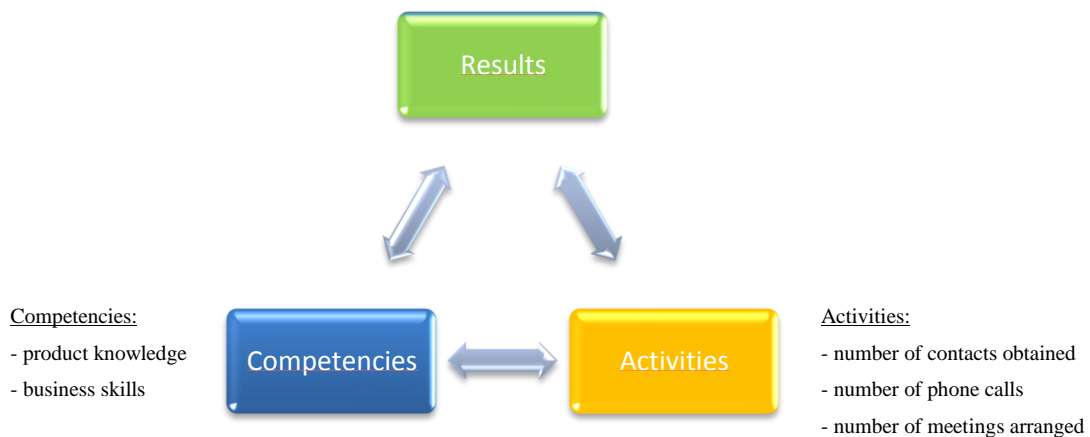 Results
Competencies:
- product knowledge
- business skills
Competencies
Activities
Activities:
- number of contacts obtained
- number of phone calls
- number of meetings arranged